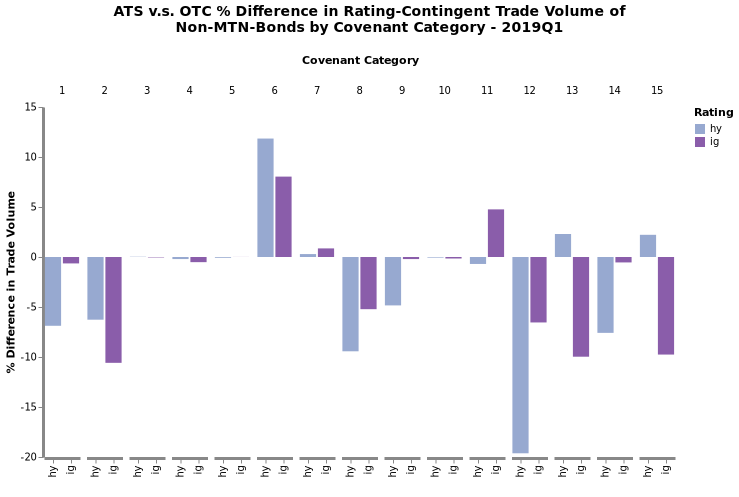 ATS v.s. OTC % Difference in Rating-Contingent Trade Volume of
Non-MTN-Bonds by Covenant Category - 2019Q1
Covenant Category
1 2 3 4 5 6 7 8 9 10 11 12 13 14 15
% Difference in Trade Volume
15
10
5
0
-5
-10
-15
-20
hy ig hy ig hy ig hy ig hy ig hy ig hy ig hy ig hy ig hy ig hy ig hy ig hy ig hy ig hy ig
Rating
hy
ig